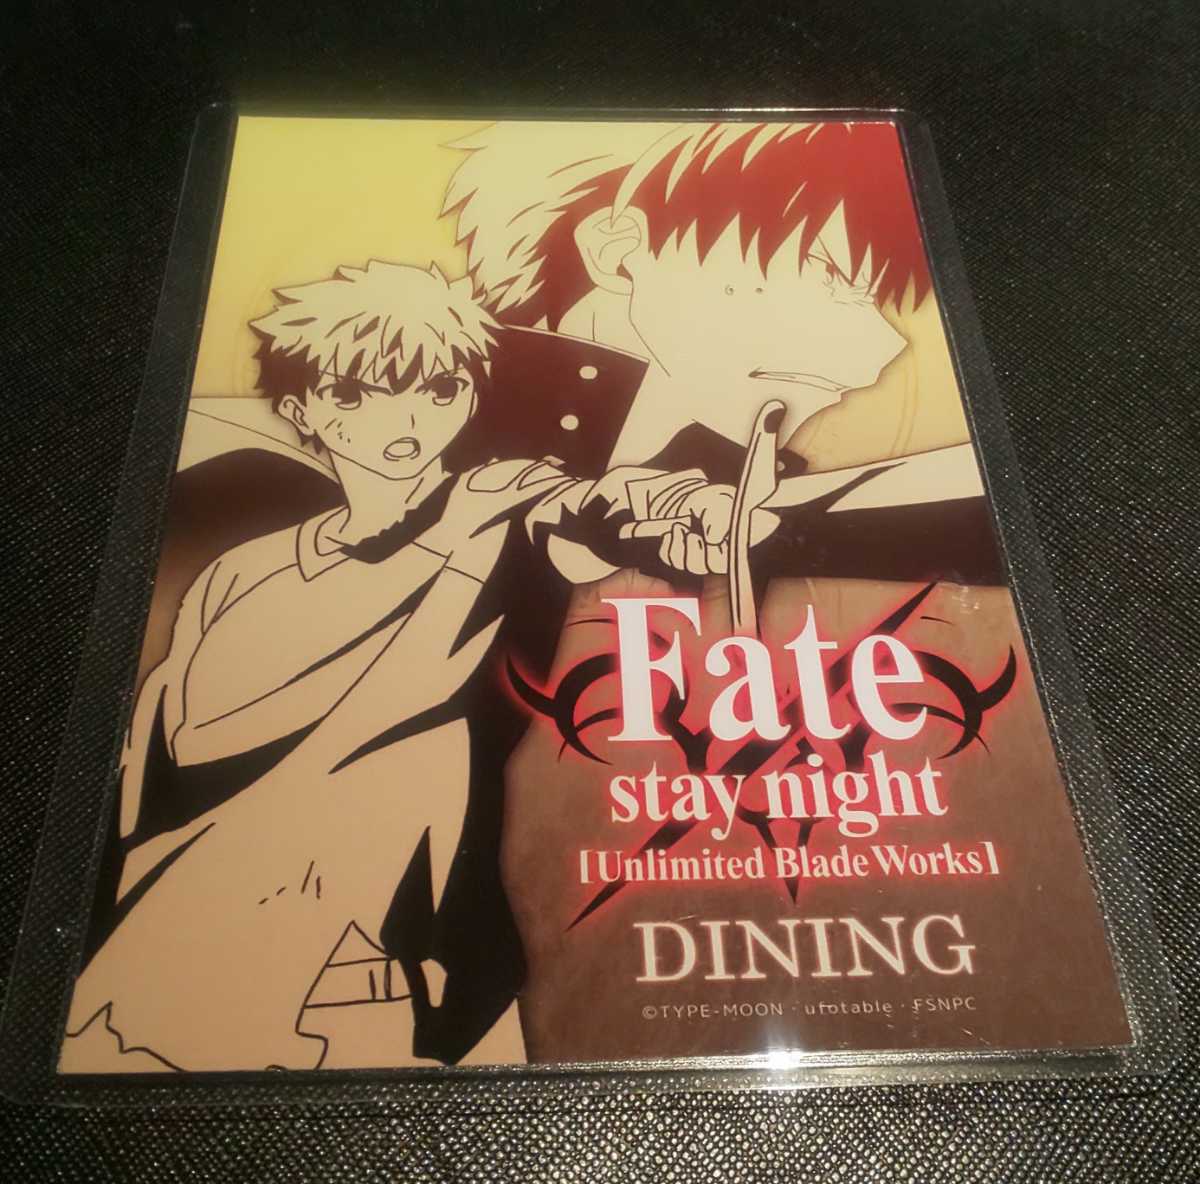 Fate
stay night
[Unlimited Blade Works]
DINING
©TYPE-MOON · ufotable · FSNPC